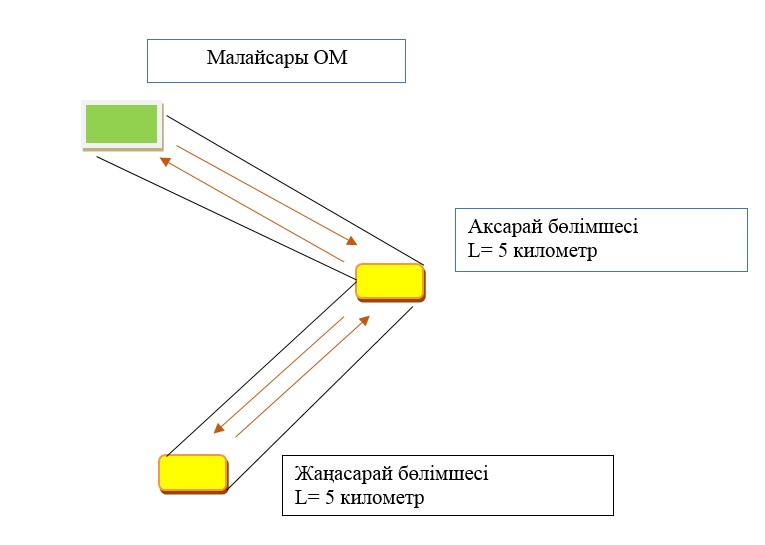 Малайсары ОМ
Аксарай бөлімшесі
L= 5 километр
Жаңасарай бөлімшесі
L= 5 километр